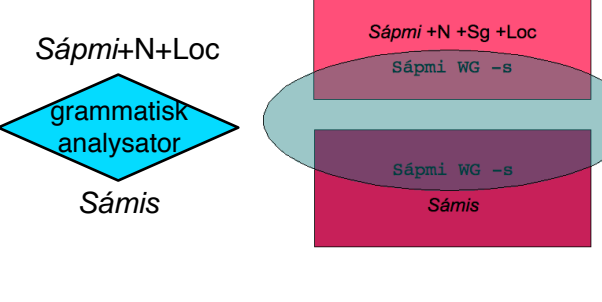 Sápmi+N+Loc
grammatisk
analysator
Sámis
Sápmi +N +Sg +Loc
Sápmi WG -s
Sápmi WG -s
Sámis